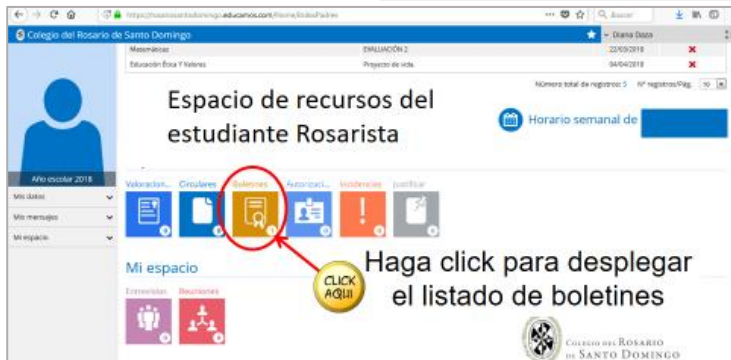 https://rosariosantodomingo.educamos.com/Home/IndexPadres
Buscar
Colegio del Rosario de Santo Domingo
Diana Daza
Matemáticas EVALUACIÓN 2 22/03/2018
Educación Ética Y Valores Proyecto de vida. 04/04/2018
Número total de registros: 5 Nº registros/Pág. 10
Espacio de recursos del
estudiante Rosarista
Horario semanal de
Año escolar 2018
Mis datos
Mis mensajes
Mi espacio
Valoracion... Circulares Boletines Autorizaci... Incidencias Justificar
Mi espacio
Entrevistas Reuniones
CLICK
AQUI
Haga click para desplegar
el listado de boletines
COLEGIO DEL ROSARIO
DE SANTO DOMINGO